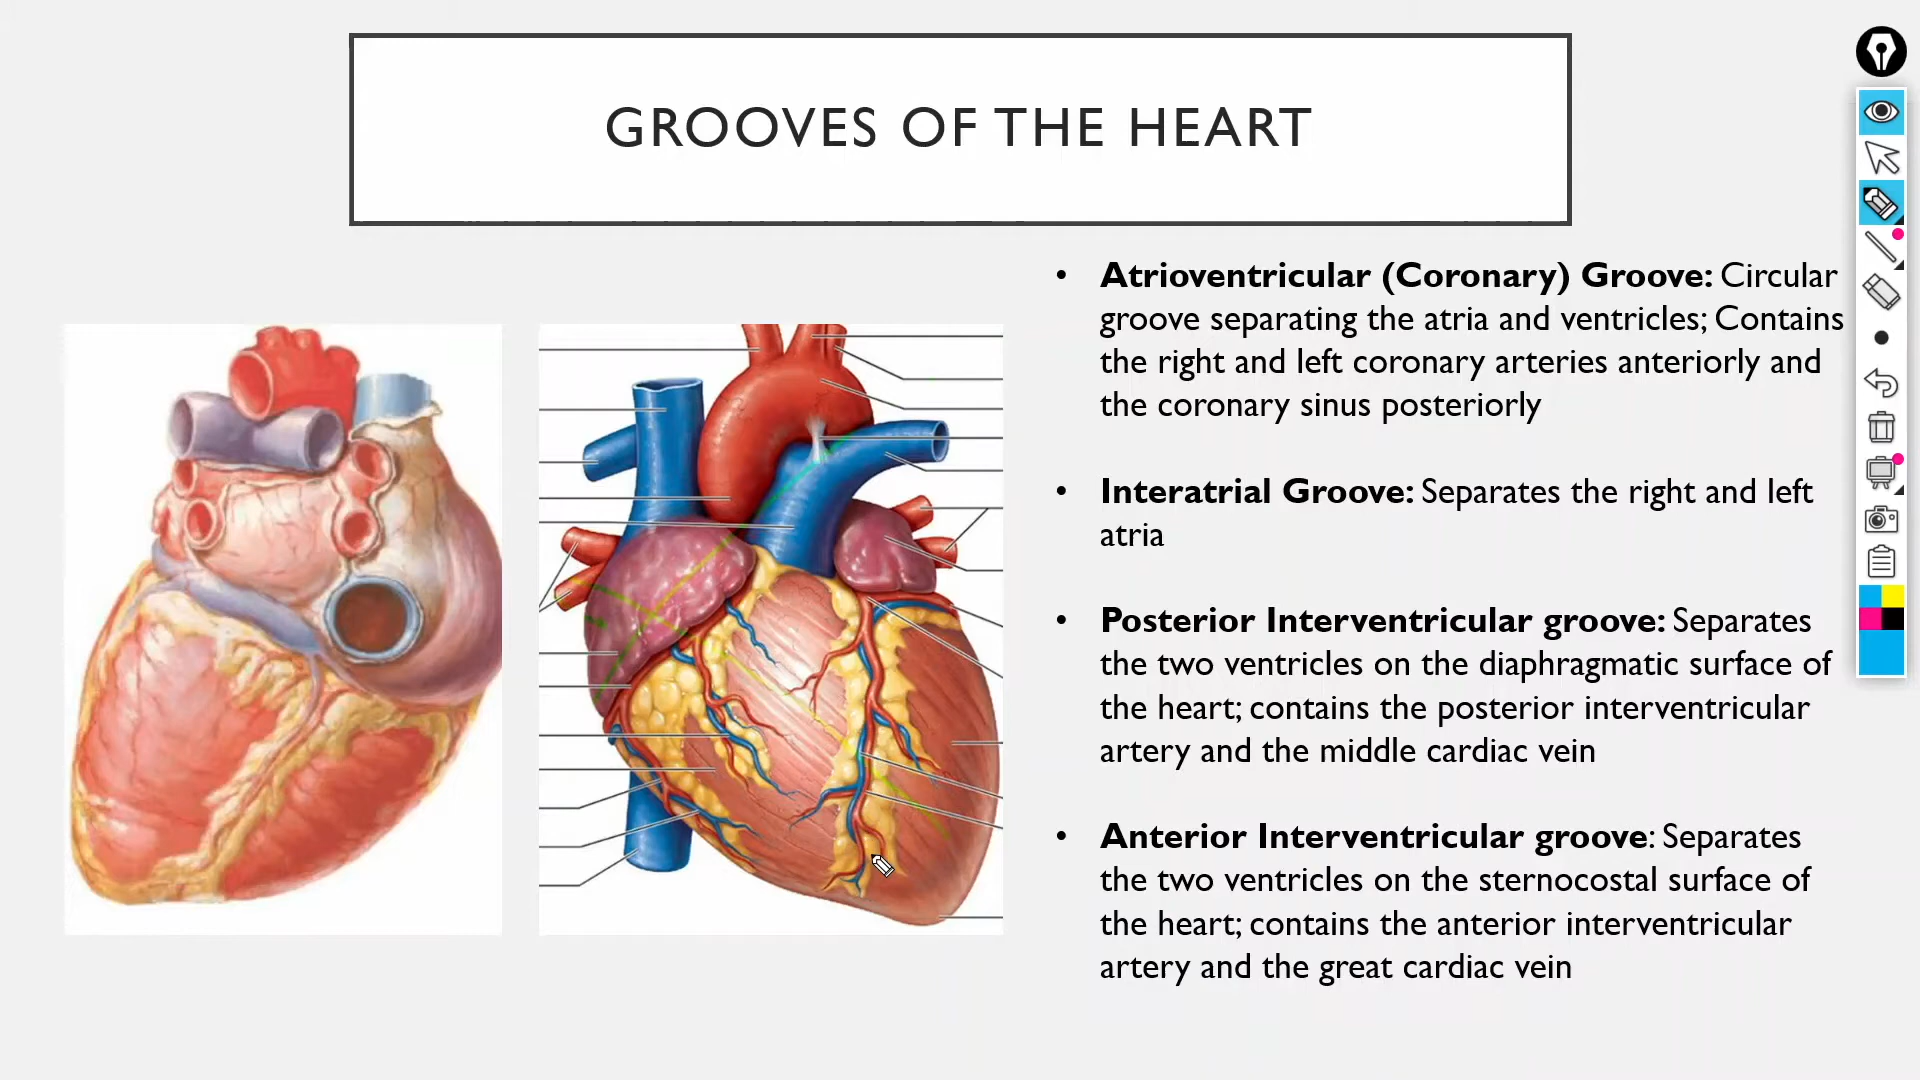 GROOVES OF THE HEART
• Atrioventricular (Coronary) Groove: Circular
groove separating the atria and ventricles; Contains
the right and left coronary arteries anteriorly and
the coronary sinus posteriorly
• Interatrial Groove: Separates the right and left
atria
• Posterior Interventricular groove: Separates
the two ventricles on the diaphragmatic surface of
the heart; contains the posterior interventricular
artery and the middle cardiac vein
• Anterior Interventricular groove: Separates
the two ventricles on the sternocostal surface of
the heart; contains the anterior interventricular
artery and the great cardiac vein